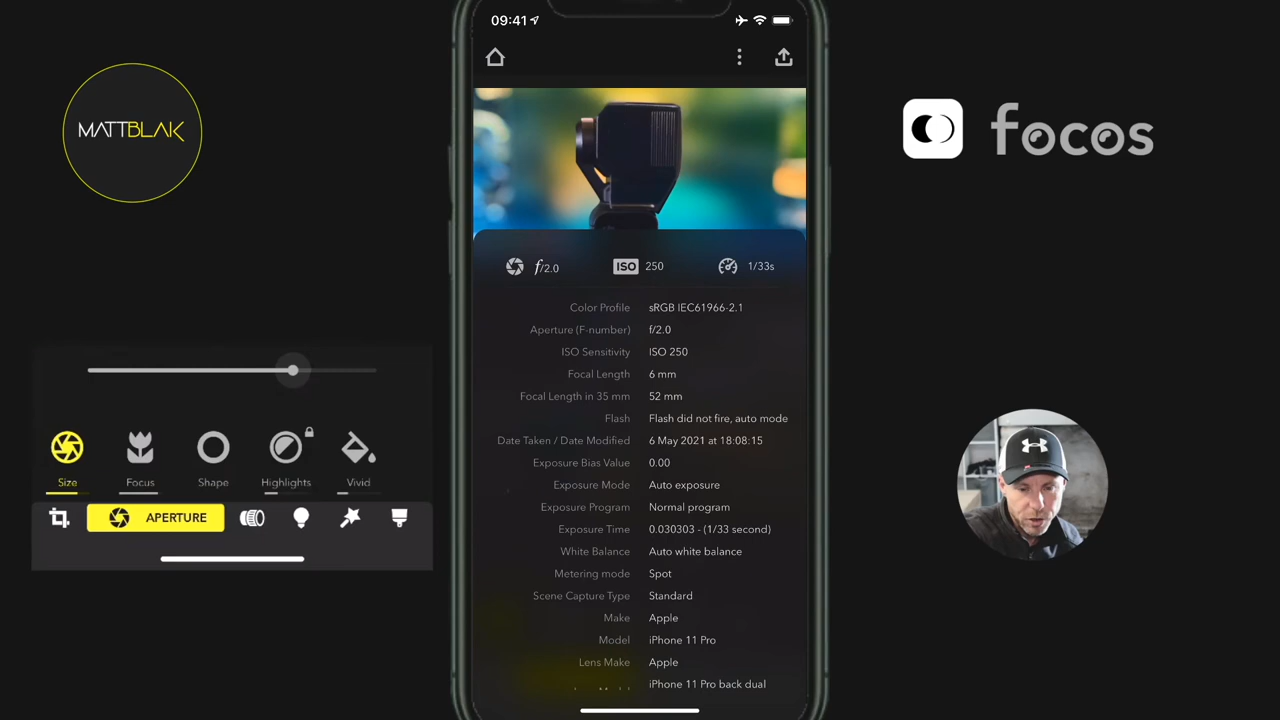 09:41
MATTBLAK
focos
f/2.0
ISO 250
1/33s
Color Profile sRGB IEC61966-2.1
Aperture (F-number) f/2.0
ISO Sensitivity ISO 250
Focal Length 6 mm
Focal Length in 35 mm 52 mm
Flash Flash did not fire, auto mode
Date Taken / Date Modified 6 May 2021 at 18:08:15
Exposure Bias Value 0.00
Exposure Mode Auto exposure
Exposure Program Normal program
Exposure Time 0.030303 - (1/33 second)
White Balance Auto white balance
Metering mode Spot
Scene Capture Type Standard
Make Apple
Model iPhone 11 Pro
Lens Make Apple
iPhone 11 Pro back dual
Size Focus Shape Highlights Vivid
APERTURE